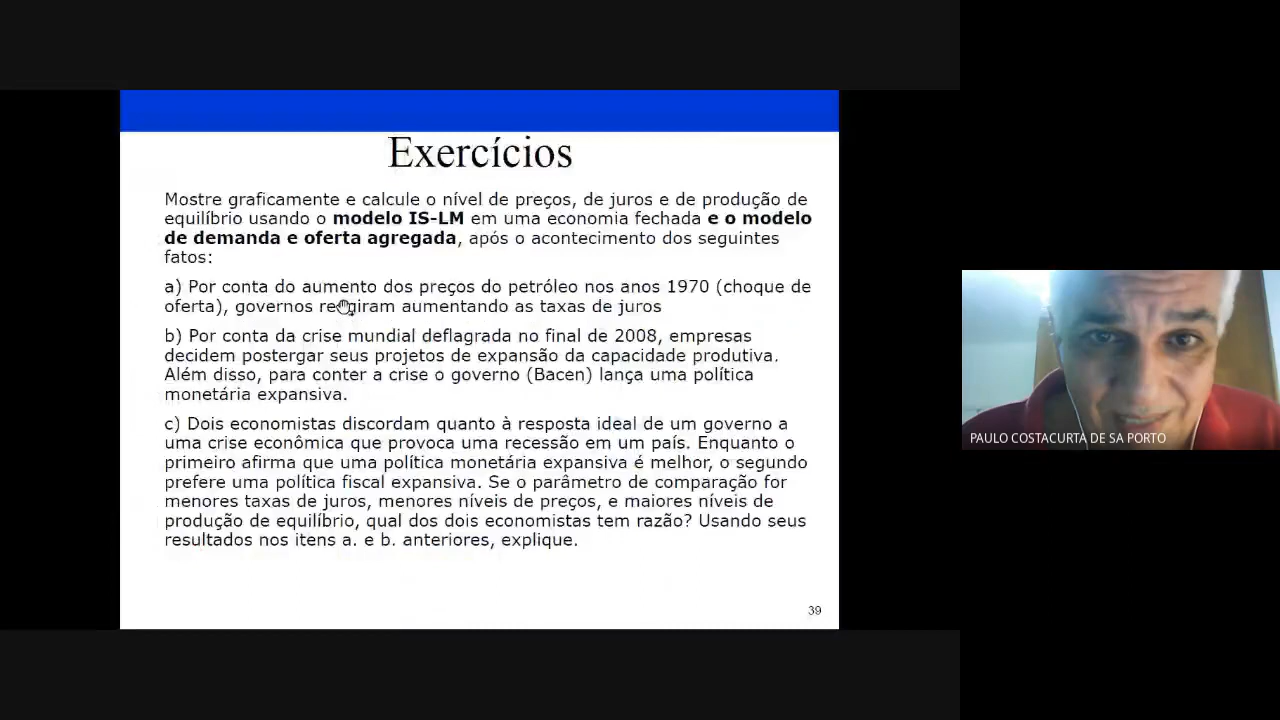 Exercícios
Mostre graficamente e calcule o nível de preços, de juros e de produção de
equilíbrio usando o modelo IS-LM em uma economia fechada e o modelo
de demanda e oferta agregada, após o acontecimento dos seguintes
fatos:
a) Por conta do aumento dos preços do petróleo nos anos 1970 (choque de
oferta), governos reagiram aumentando as taxas de juros
b) Por conta da crise mundial deflagrada no final de 2008, empresas
decidem postergar seus projetos de expansão da capacidade produtiva.
Além disso, para conter a crise o governo (Bacen) lança uma política
monetária expansiva.
c) Dois economistas discordam quanto à resposta ideal de um governo a
uma crise econômica que provoca uma recessão em um país. Enquanto o
primeiro afirma que uma política monetária expansiva é melhor, o segundo
prefere uma política fiscal expansiva. Se o parâmetro de comparação for
menores taxas de juros, menores níveis de preços, e maiores níveis de
produção de equilíbrio, qual dos dois economistas tem razão? Usando seus
resultados nos itens a. e b. anteriores, explique.
39
PAULO COSTACURTA DE SA PORTO